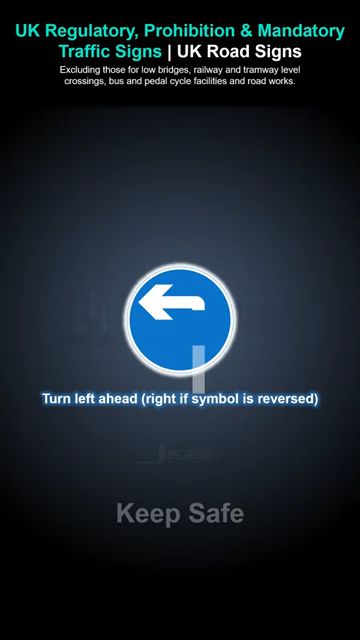 UK Regulatory, Prohibition & Mandatory
Traffic Signs | UK Road Signs
Excluding those for low bridges, railway and tramway level
crossings, bus and pedal cycle facilities and road works.
Turn left ahead (right if symbol is reversed)
Keep Safe